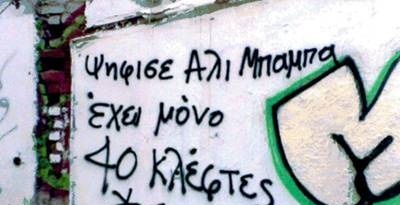 Ψηφισε Αλι Μπαμπα
έχει μόνο
40 κλέφτες